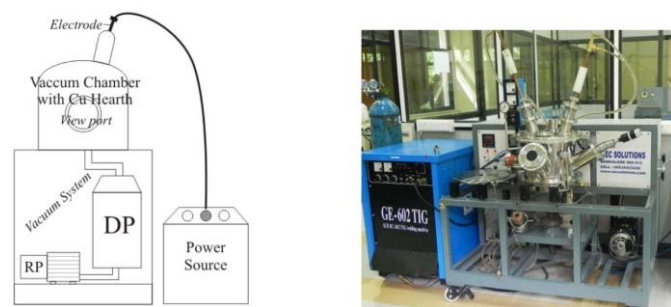 Electrode
Vaccum Chamber
with Cu Hearth
View port
Vacuum System
DP
RP
Power
Source
GE-602 TIG
EC SOLUTIONS